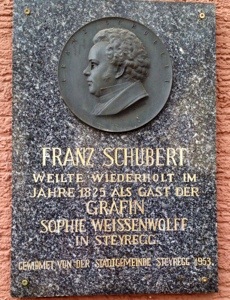 FRANZ SCHUBERT
WEILTE WIEDERHOLT IM
JAHRE 1825 ALS GAST DER
GRÄFIN
SOPHIE WEISSENWOLFF
IN STEYREGG
GEWIDMET VON DER STADTGEMEINDE STEYREGG 1953.